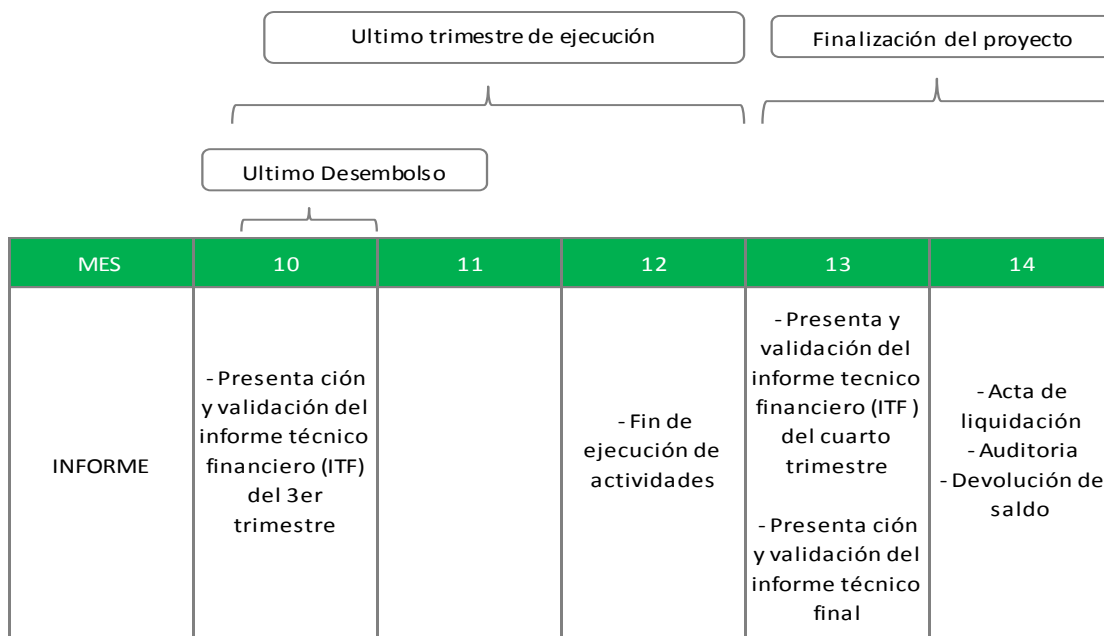 Ultimo trimestre de ejecución
Finalización del proyecto
Ultimo Desembolso
MES
10
11
12
13
14
INFORME
- Presenta ción
y validación del
informe técnico
financiero (ITF)
del 3er
trimestre
- Fin de
ejecución de
actividades
- Presenta y
validación del
informe tecnico
financiero (ITF )
del cuarto
trimestre
- Presenta ción
y validación del
informe técnico
final
- Acta de
liquidación
- Auditoria
- Devolución de
saldo